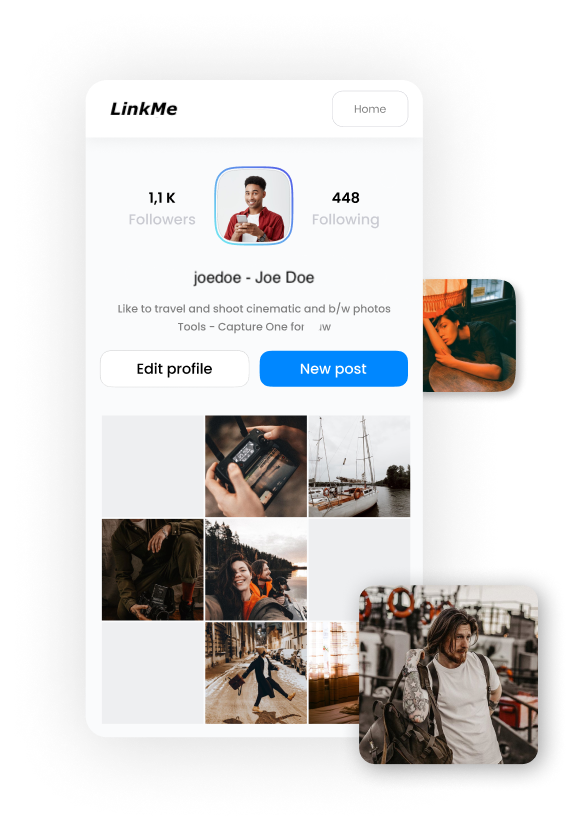 LinkMe
Home
1,1 K
448
Followers
Following
joedoe - Joe Doe
Like to travel and shoot cinematic and b/w photos
Tools - Capture One for
Edit profile
New post